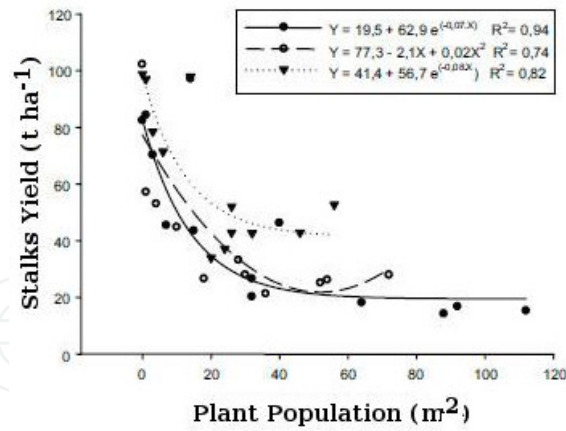 Y = 19,5 + 62,9 e(-0,07.X) R2= 0,94
Y = 77,3 - 2,1X + 0,02X2 R2= 0,74
Y = 41,4 + 56,7 e(-0,08X) R2= 0,82
120
100
80
60
40
20
0
Stalks Yield (t ha-1)
0 20 40 60 80 100 120
Plant Population (m2)